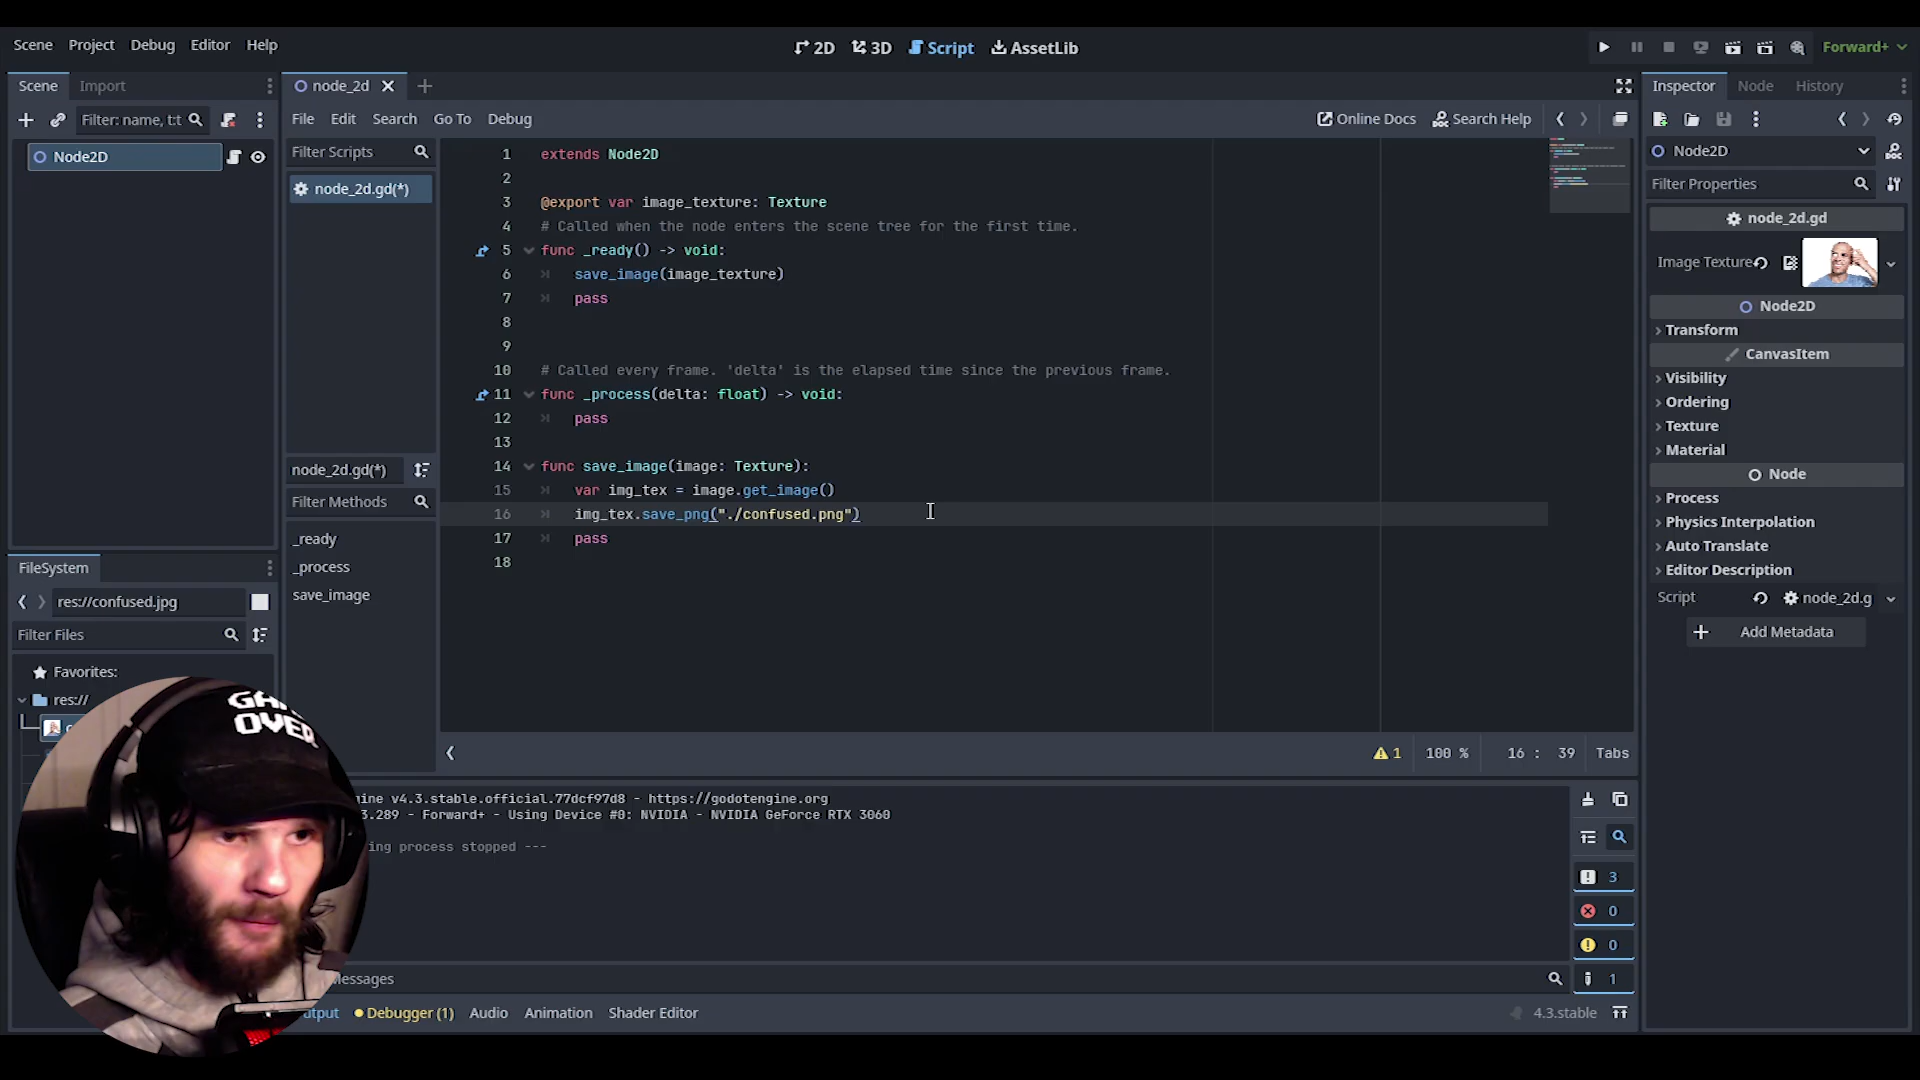 Scene Project Debug Editor Help
2D 3D Script AssetLib
Forward+
Scene Import
node_2d
Inspector Node History
Filter: name, t:t
File Edit Search Go To Debug
Online Docs Search Help
Node2D
Filter Scripts
node_2d.gd(*)
node_2d.gd(*)
Filter Methods
_ready
_process
save_image
1 extends Node2D
2
3 @export var image_texture: Texture
4 # Called when the node enters the scene tree for the first time.
5 func _ready() -> void:
6 save_image(image_texture)
7 pass
8
9
10 # Called every frame. 'delta' is the elapsed time since the previous frame.
11 func _process(delta: float) -> void:
12 pass
13
14 func save_image(image: Texture):
15 var img_tex = image.get_image()
16 img_tex.save_png("./confused.png")
17 pass
18
1 100 % 16 : 39 Tabs
FileSystem
res://confused.jpg
Filter Files
Favorites:
res://
GAME
OVER
gine v4.3.stable.official.77dcf97d8 - https://godotengine.org
3.289 - Forward+ - Using Device #0: NVIDIA - NVIDIA GeForce RTX 3060
ing process stopped ---
3
0
0
1
Messages
Output Debugger (1) Audio Animation Shader Editor
4.3.stable
Node2D
Filter Properties
node_2d.gd
Image Texture
Node2D
Transform
CanvasItem
Visibility
Ordering
Texture
Material
Node
Process
Physics Interpolation
Auto Translate
Editor Description
Script node_2d.g
Add Metadata